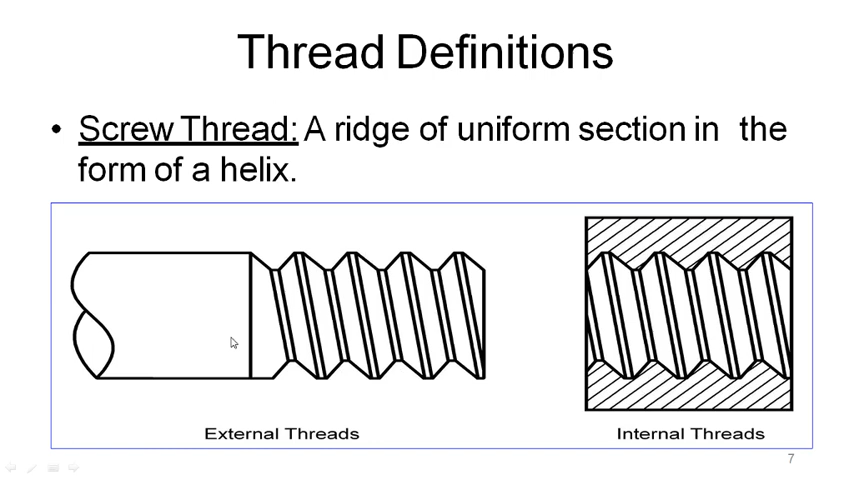 Thread Definitions
• Screw Thread: A ridge of uniform section in the
form of a helix.
External Threads
Internal Threads
7